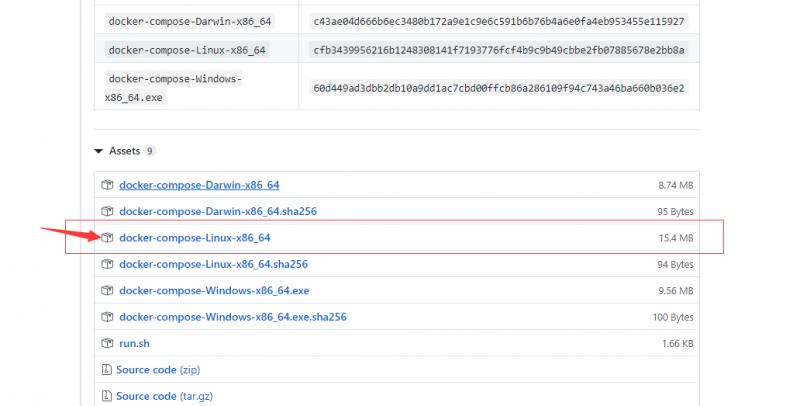 docker-compose-Darwin-x86_64 c43ae04d666b6ec3480b172a9e1c9e6c591b6b76b4a6e0fa4eb953455e115927
docker-compose-Linux-x86_64 cfb3439956216b1248308141f7193776fcf4b9c9b49cbbe2fb07885678e2bb8a
docker-compose-Windows-
x86_64.exe 60d449ad3dbb2db10a9dd1ac7cbd00ffcb86a286109f94c743a46ba660b036e2
Assets 9
docker-compose-Darwin-x86_64 8.74 MB
docker-compose-Darwin-x86_64.sha256 95 Bytes
docker-compose-Linux-x86_64 15.4 MB
docker-compose-Linux-x86_64.sha256 94 Bytes
docker-compose-Windows-x86_64.exe 9.56 MB
docker-compose-Windows-x86_64.exe.sha256 100 Bytes
run.sh 1.66 KB
Source code (zip)
Source code (tar.gz)